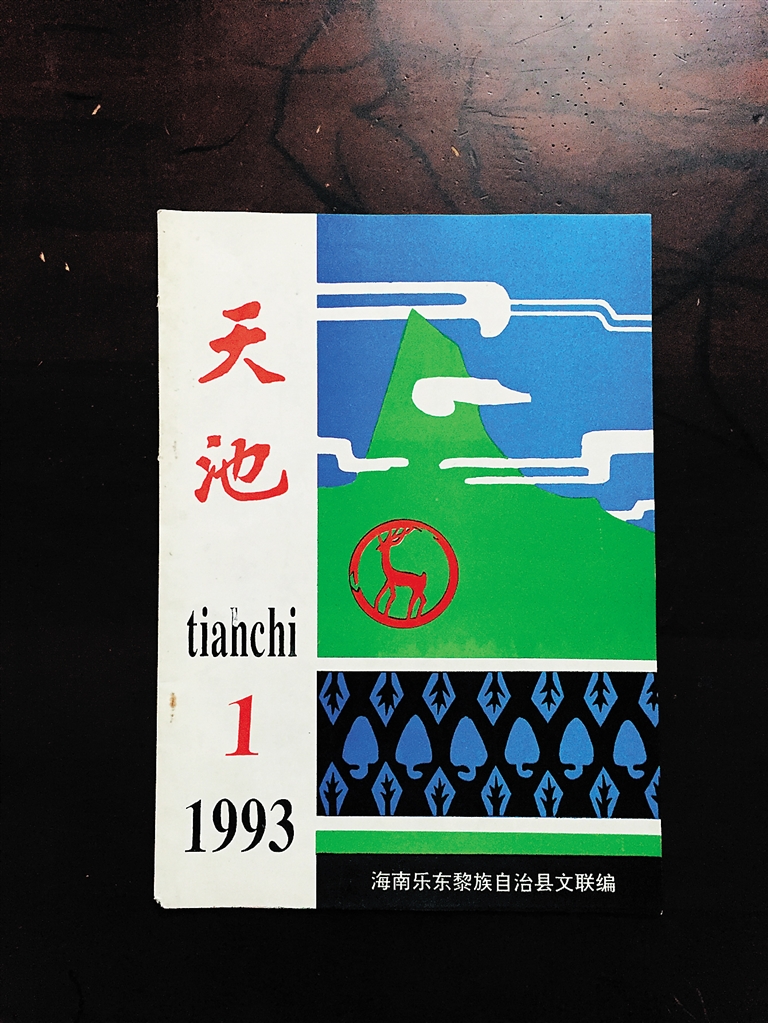 天池
tianchi
1
1993
海南乐东黎族自治县文联编